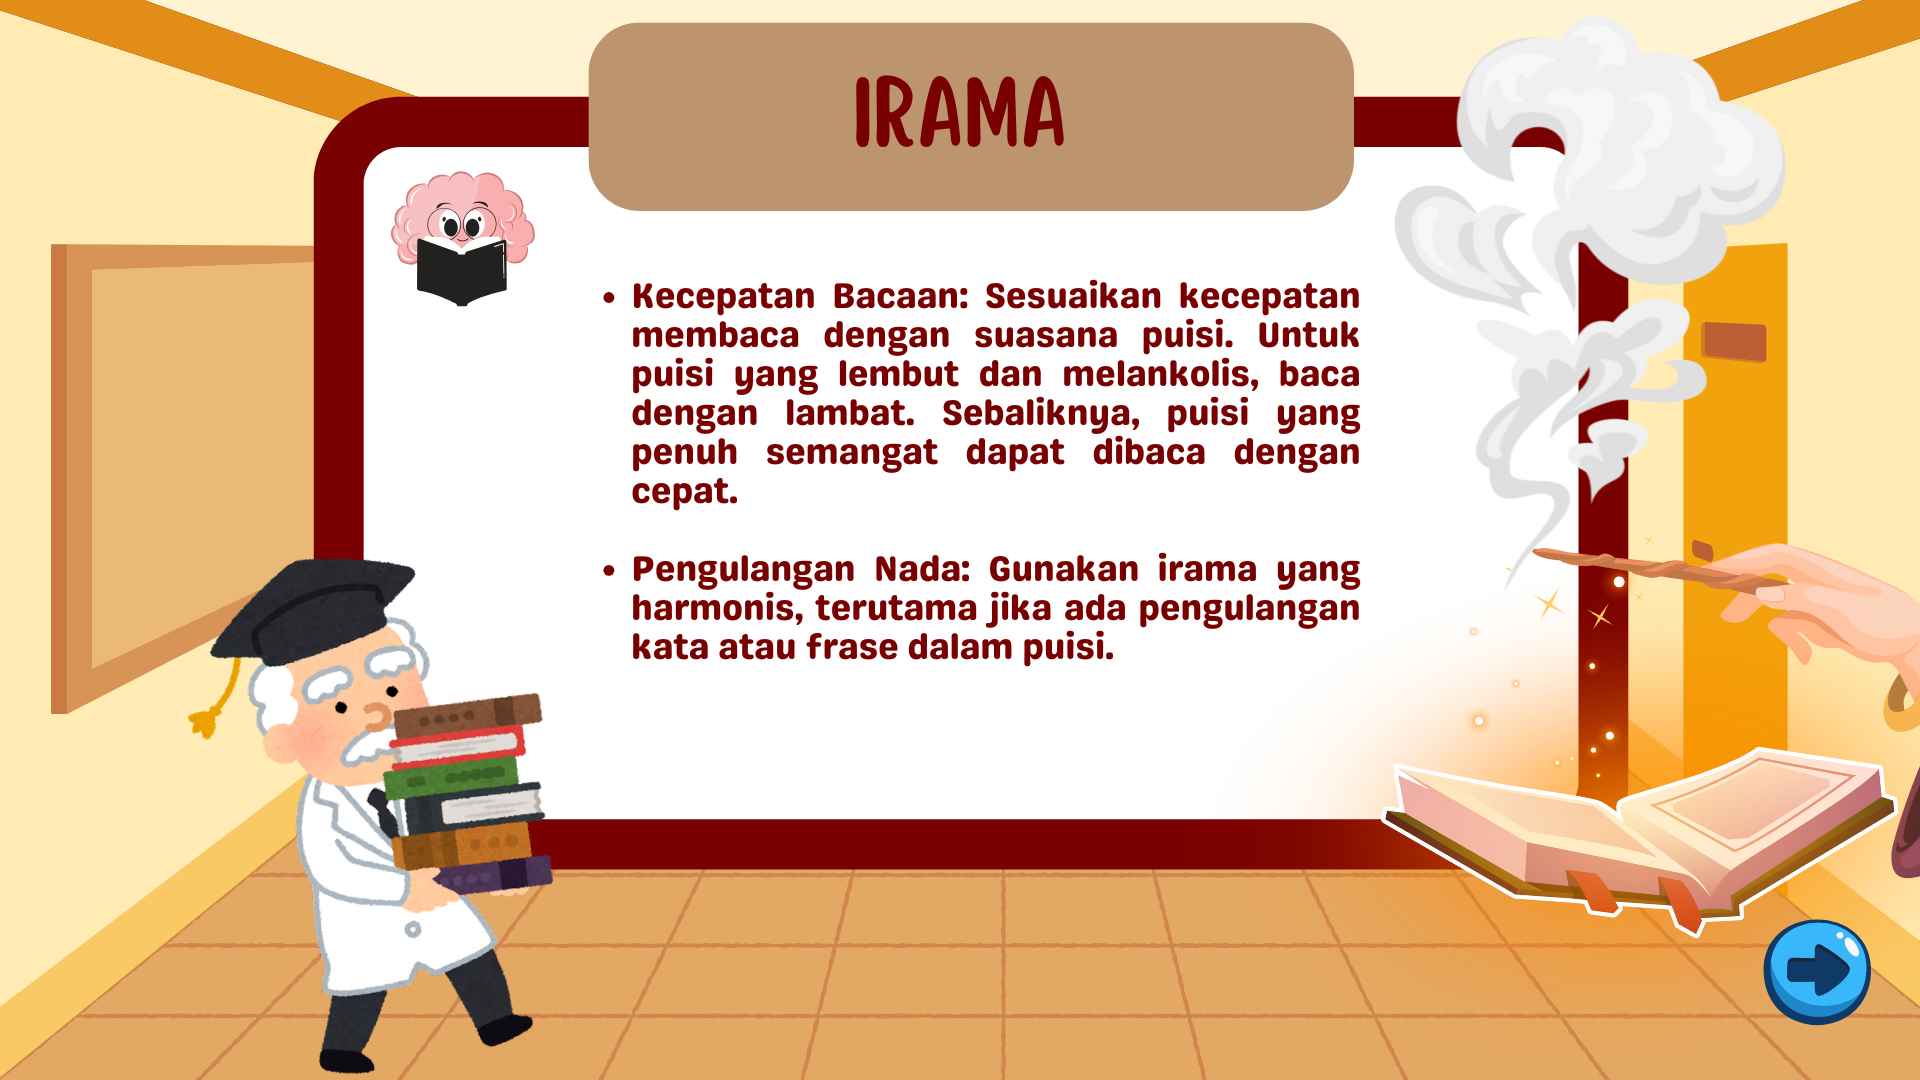 IRAMA
• Kecepatan Bacaan: Sesuaikan kecepatan
membaca dengan suasana puisi. Untuk
puisi yang lembut dan melankolis, baca
dengan lambat. Sebaliknya, puisi yang
penuh semangat dapat dibaca dengan
cepat.
• Pengulangan Nada: Gunakan irama yang
harmonis, terutama jika ada pengulangan
kata atau frase dalam puisi.